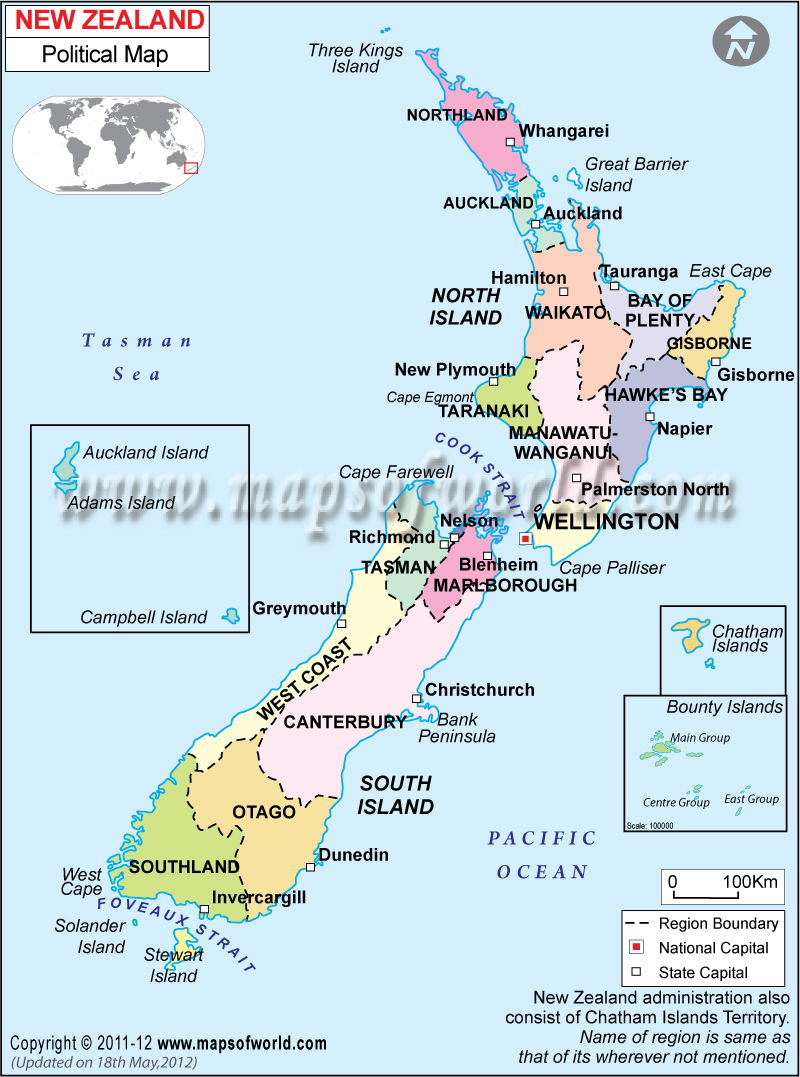 NEW ZEALAND
Political Map
N
Three Kings
Island
NORTHLAND
Whangarei
Great Barrier
Island
AUCKLAND
Auckland
Hamilton
Tauranga
East Cape
NORTH
ISLAND
WAIKATO
BAY OF
PLENTY
GISBORNE
Gisborne
Tasman
Sea
New Plymouth
Cape Egmont
TARANAKI
HAWKE'S BAY
Napier
MANAWATU-
WANGANUI
COOK STRAIT
Palmerston North
www.mapsofworld.com
Auckland Island
Adams Island
Campbell Island
Cape Farewell
Nelson
WELLINGTON
Richmond
TASMAN
Blenheim
MARLBOROUGH
Cape Palliser
Greymouth
WEST COAST
Christchurch
CANTERBURY
Bank
Peninsula
Chatham
Islands
Bounty Islands
Main Group
Centre Group
East Group
Scale: 100000
SOUTH
ISLAND
OTAGO
PACIFIC
OCEAN
SOUTHLAND
Dunedin
West
Cape
Invercargill
FOVEAUX STRAIT
Solander
Island
Stewart
Island
0 100Km
Region Boundary
National Capital
State Capital
New Zealand administration also
consist of Chatham Islands Territory.
Name of region is same as
that of its wherever not mentioned.
Copyright © 2011-12 www.mapsofworld.com
(Updated on 18th May,2012)